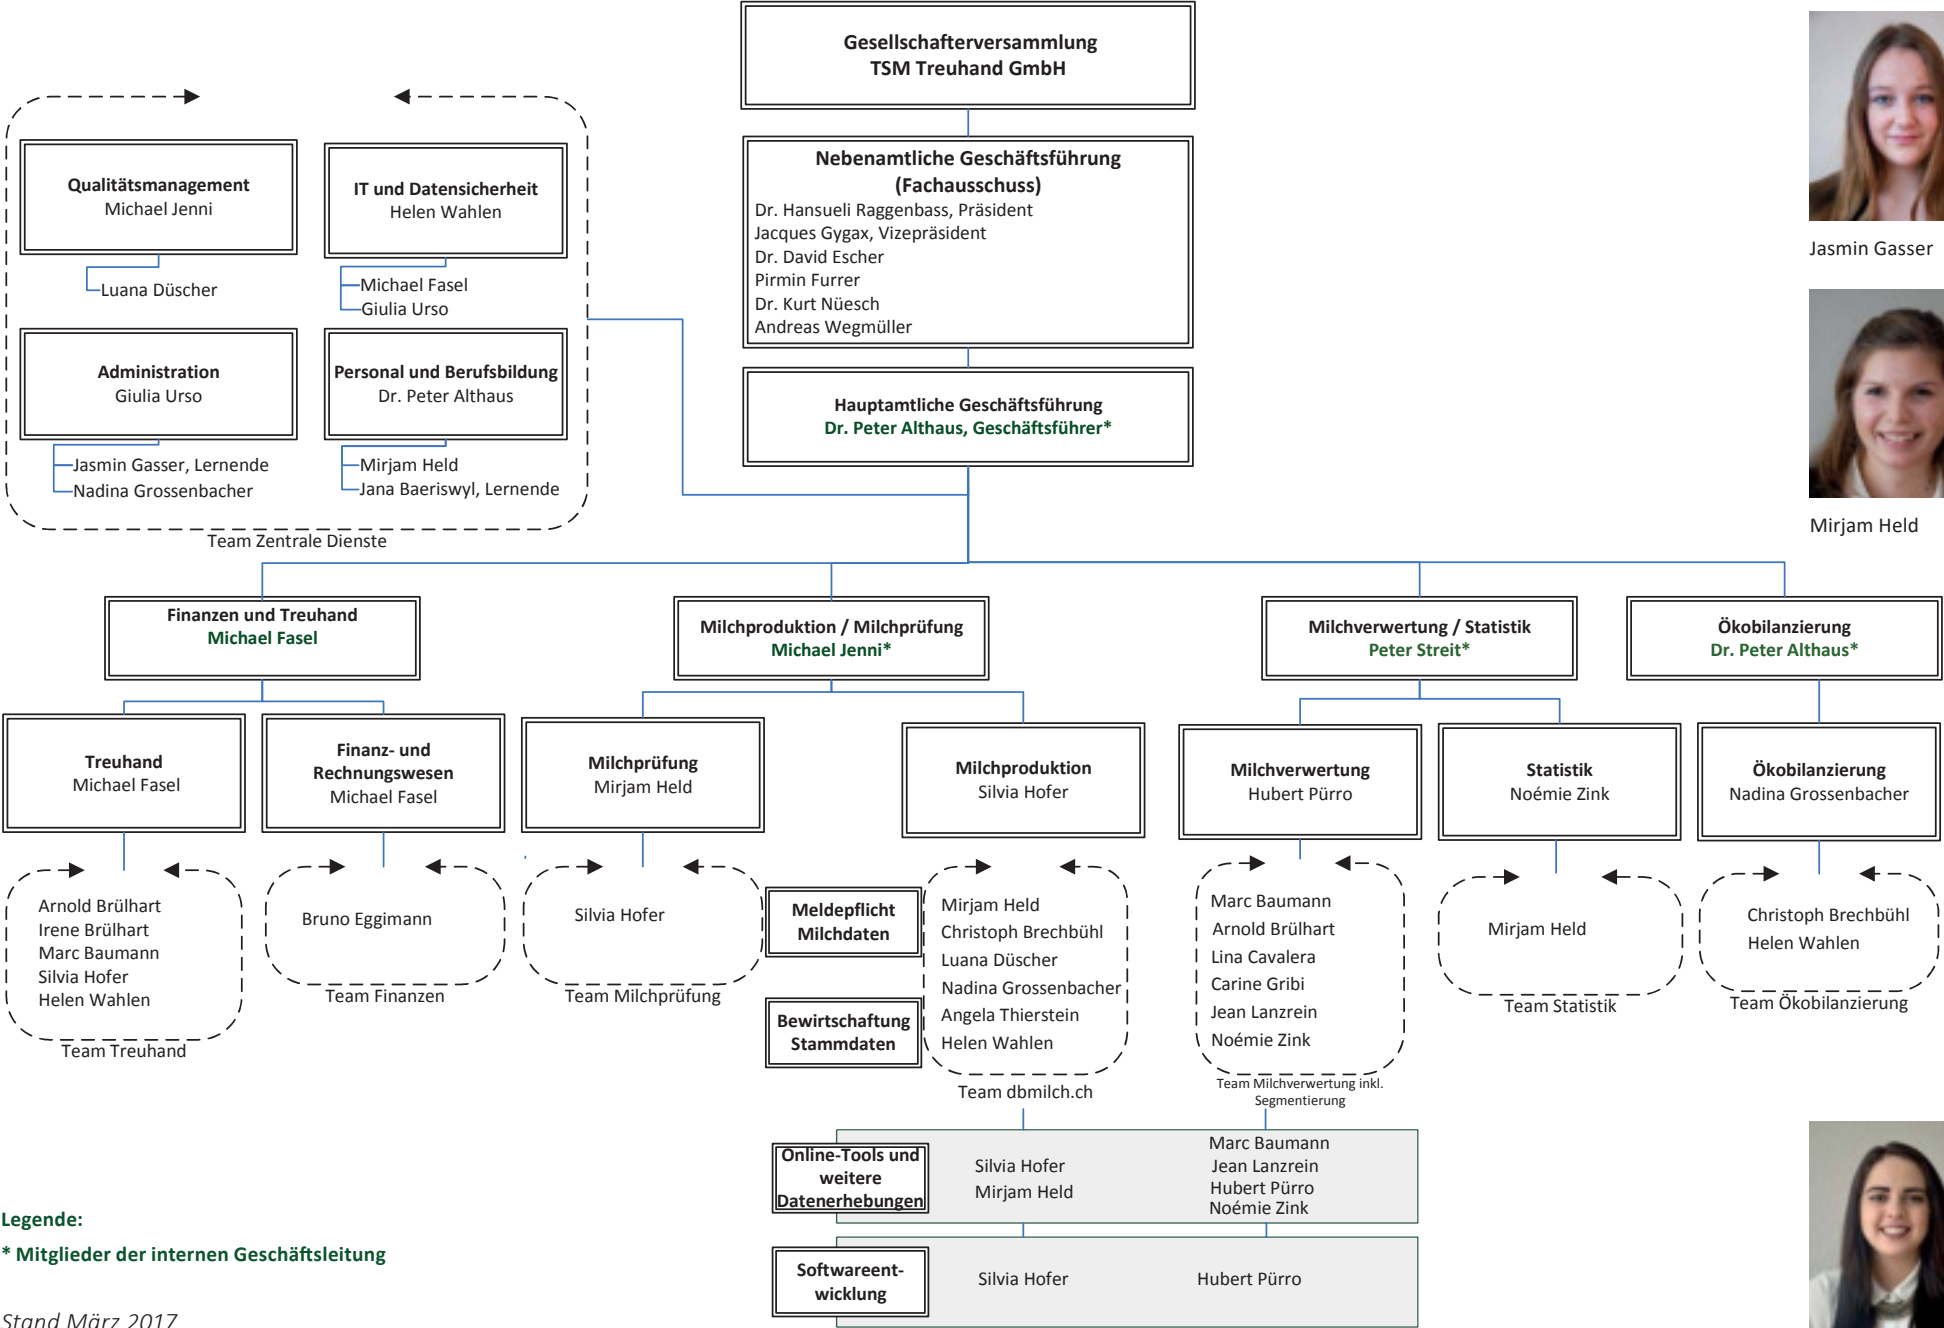 Gesellschafterversammlung
TSM Treuhand GmbH
Nebenamtliche Geschäftsführung
(Fachausschuss)
Dr. Hansueli Raggenbass, Präsident
Jacques Gygax, Vizepräsident
Dr. David Escher
Pirmin Furrer
Dr. Kurt Nüesch
Andreas Wegmüller
Hauptamtliche Geschäftsführung
Dr. Peter Althaus, Geschäftsführer*
Qualitätsmanagement
Michael Jenni
Luana Düscher
IT und Datensicherheit
Helen Wahlen
Michael Fasel
Giulia Urso
Administration
Giulia Urso
Jasmin Gasser, Lernende
Nadina Grossenbacher
Personal und Berufsbildung
Dr. Peter Althaus
Mirjam Held
Jana Baeriswyl, Lernende
Team Zentrale Dienste
Jasmin Gasser
Mirjam Held
Finanzen und Treuhand
Michael Fasel
Milchproduktion / Milchprüfung
Michael Jenni*
Milchverwertung / Statistik
Peter Streit*
Ökobilanzierung
Dr. Peter Althaus*
Treuhand
Michael Fasel
Finanz- und
Rechnungswesen
Michael Fasel
Milchprüfung
Mirjam Held
Milchproduktion
Silvia Hofer
Milchverwertung
Hubert Pürro
Statistik
Noémie Zink
Ökobilanzierung
Nadina Grossenbacher
Arnold Brülhart
Irene Brülhart
Marc Baumann
Silvia Hofer
Helen Wahlen
Team Treuhand
Bruno Eggimann
Team Finanzen
Silvia Hofer
Team Milchprüfung
Meldepflicht
Milchdaten
Bewirtschaftung
Stammdaten
Mirjam Held
Christoph Brechbühl
Luana Düscher
Nadina Grossenbacher
Angela Thierstein
Helen Wahlen
Team dbmilch.ch
Marc Baumann
Arnold Brülhart
Lina Cavalera
Carine Gribi
Jean Lanzrein
Noémie Zink
Team Milchverwertung inkl.
Segmentierung
Mirjam Held
Team Statistik
Christoph Brechbühl
Helen Wahlen
Team Ökobilanzierung
Online-Tools und
weitere
Datenerhebungen
Silvia Hofer
Mirjam Held
Marc Baumann
Jean Lanzrein
Hubert Pürro
Noémie Zink
Softwareent-
wicklung
Silvia Hofer
Hubert Pürro
Legende:
* Mitglieder der internen Geschäftsleitung
Stand März 2017